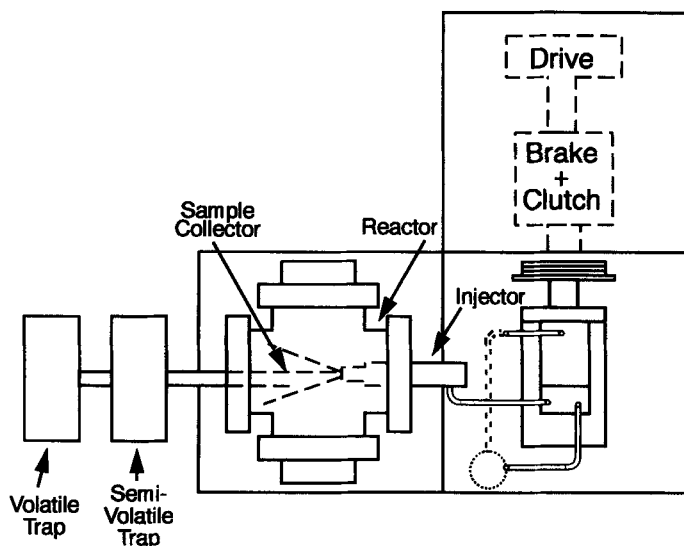 Drive
Brake
+
Clutch
Sample
Collector
Reactor
Injector
Volatile
Trap
Semi-
Volatile
Trap